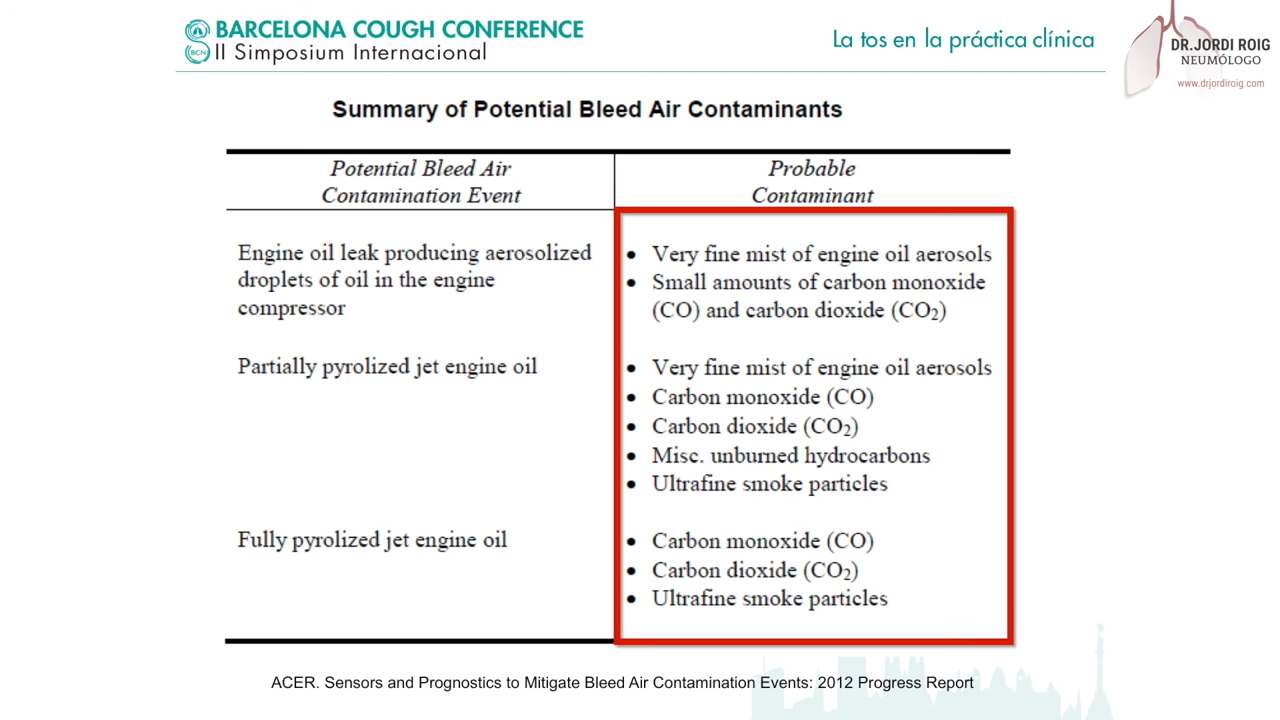 BARCELONA COUGH CONFERENCE
BCN
II Simposium Internacional
La tos en la práctica clínica
DR.JORDI ROIG
NEUMÓLOGO
www.drjordiroig.com
Summary of Potential Bleed Air Contaminants
Potential Bleed Air
Contamination Event
Probable
Contaminant
Engine oil leak producing aerosolized
droplets of oil in the engine
compressor
• Very fine mist of engine oil aerosols
• Small amounts of carbon monoxide
(CO) and carbon dioxide (CO₂)
Partially pyrolized jet engine oil
• Very fine mist of engine oil aerosols
• Carbon monoxide (CO)
• Carbon dioxide (CO₂)
• Misc. unburned hydrocarbons
• Ultrafine smoke particles
Fully pyrolized jet engine oil
• Carbon monoxide (CO)
• Carbon dioxide (CO₂)
• Ultrafine smoke particles
ACER. Sensors and Prognostics to Mitigate Bleed Air Contamination Events: 2012 Progress Report